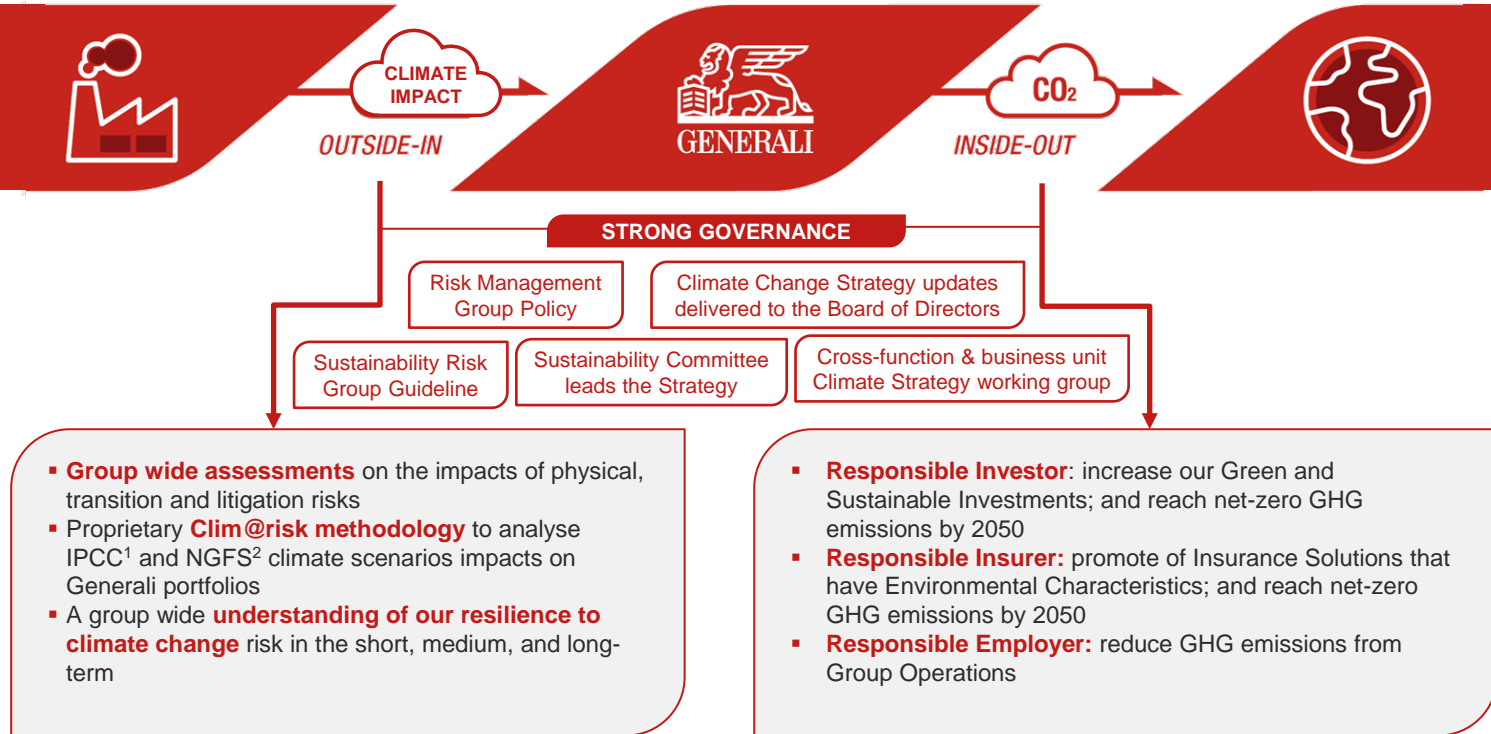 CLIMATE
IMPACT
OUTSIDE-IN
GENERALI
CO₂
INSIDE-OUT
STRONG GOVERNANCE
Risk Management
Group Policy
Climate Change Strategy updates
delivered to the Board of Directors
Sustainability Risk
Group Guideline
Sustainability Committee
leads the Strategy
Cross-function & business unit
Climate Strategy working group
▪ Group wide assessments on the impacts of physical,
transition and litigation risks
▪ Proprietary Clim@risk methodology to analyse
IPCC¹ and NGFS² climate scenarios impacts on
Generali portfolios
▪ A group wide understanding of our resilience to
climate change risk in the short, medium, and long-
term
▪ Responsible Investor: increase our Green and
Sustainable Investments; and reach net-zero GHG
emissions by 2050
▪ Responsible Insurer: promote of Insurance Solutions that
have Environmental Characteristics; and reach net-zero
GHG emissions by 2050
▪ Responsible Employer: reduce GHG emissions from
Group Operations